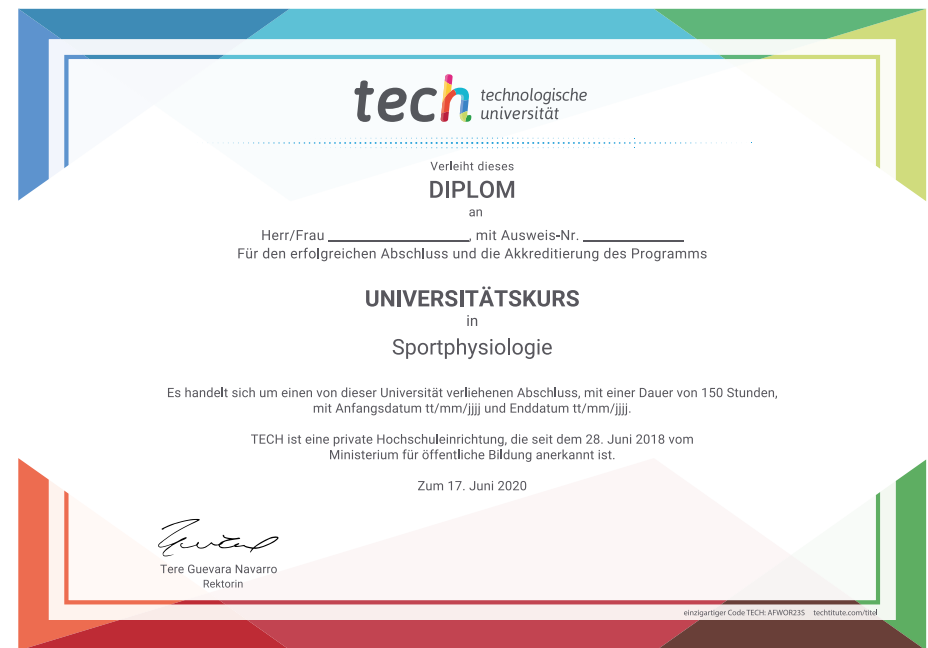 tech technologische
universität
Verleiht dieses
DIPLOM
an
Herr/Frau ____________________, mit Ausweis-Nr. ______________
Für den erfolgreichen Abschluss und die Akkreditierung des Programms
UNIVERSITÄTSKURS
in
Sportphysiologie
Es handelt sich um einen von dieser Universität verliehenen Abschluss, mit einer Dauer von 150 Stunden,
mit Anfangsdatum tt/mm/jjjj und Enddatum tt/mm/jjjj.
TECH ist eine private Hochschuleinrichtung, die seit dem 28. Juni 2018 vom
Ministerium für öffentliche Bildung anerkannt ist.
Zum 17. Juni 2020
Tere Guevara Navarro
Rektorin
einzigartiger Code TECH: AFWOR23S techtitute.com/titel